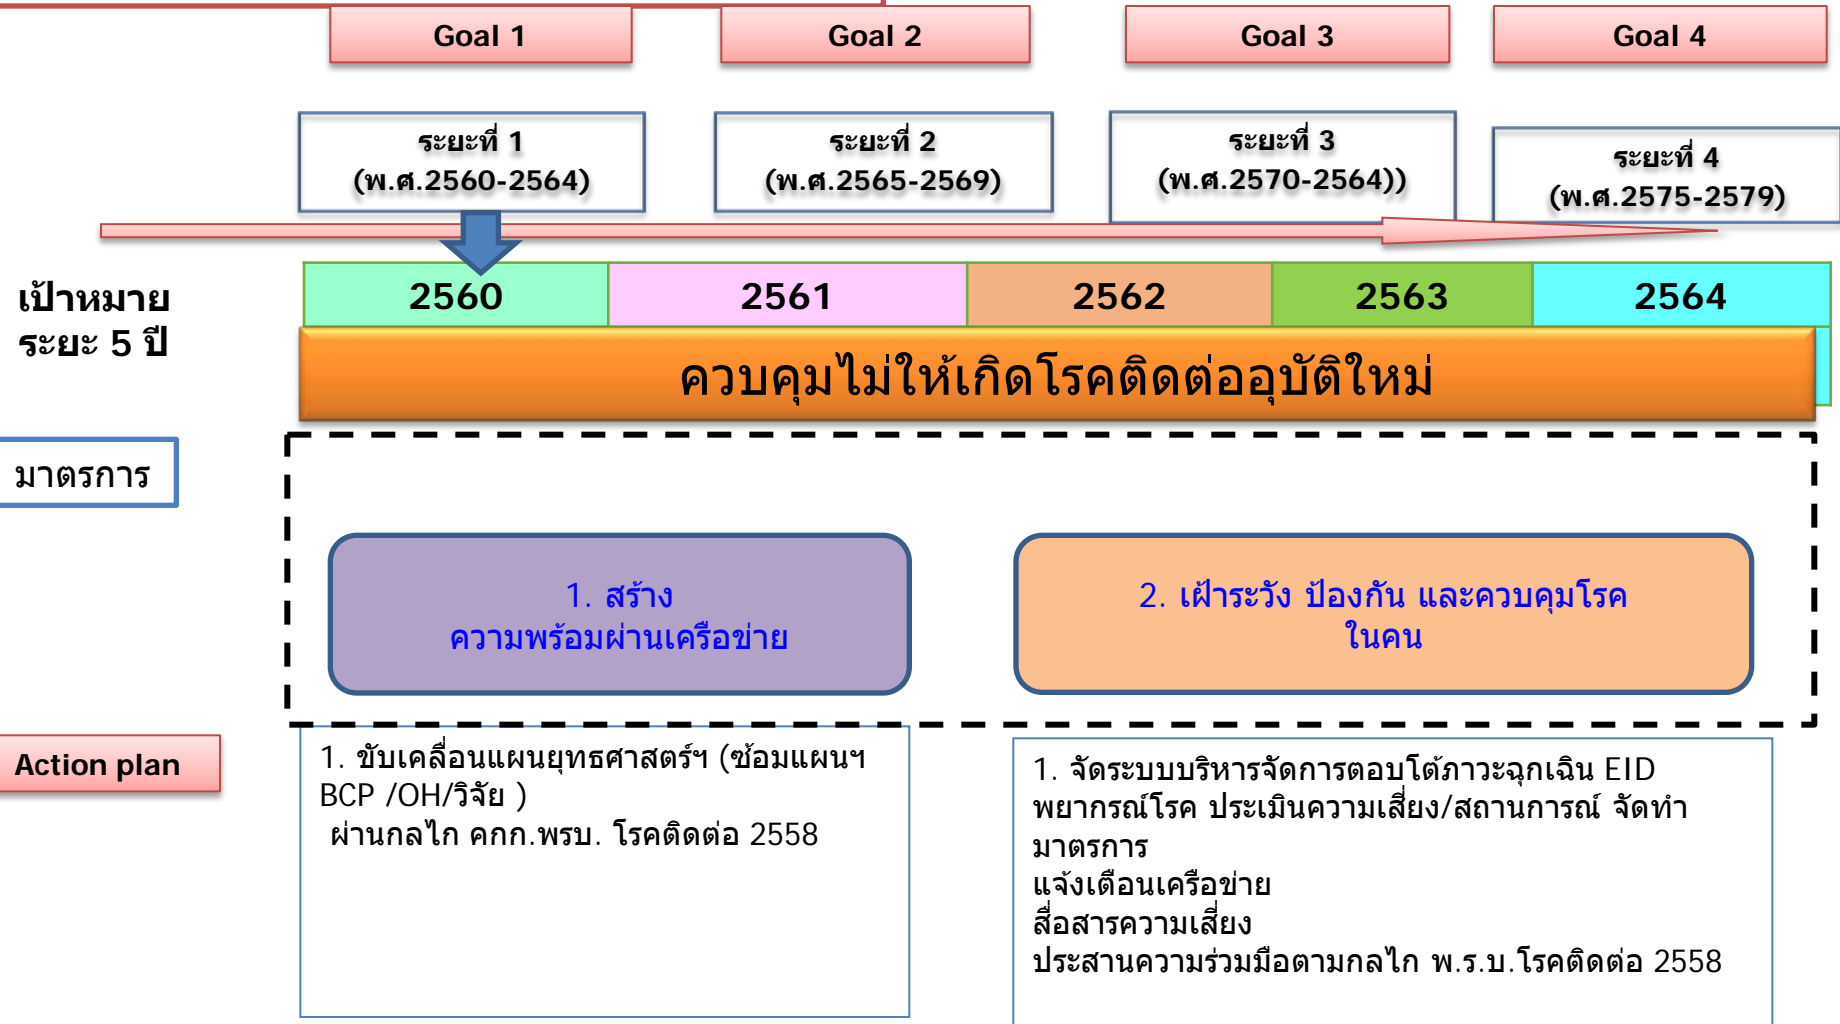 Goal 1
Goal 2
Goal 3
Goal 4
ระยะที่ 1
(พ.ศ.2560-2564)
ระยะที่ 2
(พ.ศ.2565-2569)
ระยะที่ 3
(พ.ศ.2570-2564))
ระยะที่ 4
(พ.ศ.2575-2579)
เป้าหมาย
ระยะ 5 ปี
2560
2561
2562
2563
2564
ควบคุมไม่ให้เกิดโรคติดต่ออุบัติใหม่
มาตรการ
1. สร้าง
ความพร้อมผ่านเครือข่าย
2. เฝ้าระวัง ป้องกัน และควบคุมโรค
ในคน
Action plan
1. ขับเคลื่อนแผนยุทธศาสตร์ฯ (ซ้อมแผนฯ
BCP /OH/วิจัย )
ผ่านกลไก คกก.พรบ. โรคติดต่อ 2558
1. จัดระบบบริหารจัดการตอบโต้ภาวะฉุกเฉิน EID
พยากรณ์โรค ประเมินความเสี่ยง/สถานการณ์ จัดทำ
มาตรการ
แจ้งเตือนเครือข่าย
สื่อสารความเสี่ยง
ประสานความร่วมมือตามกลไก พ.ร.บ.โรคติดต่อ 2558